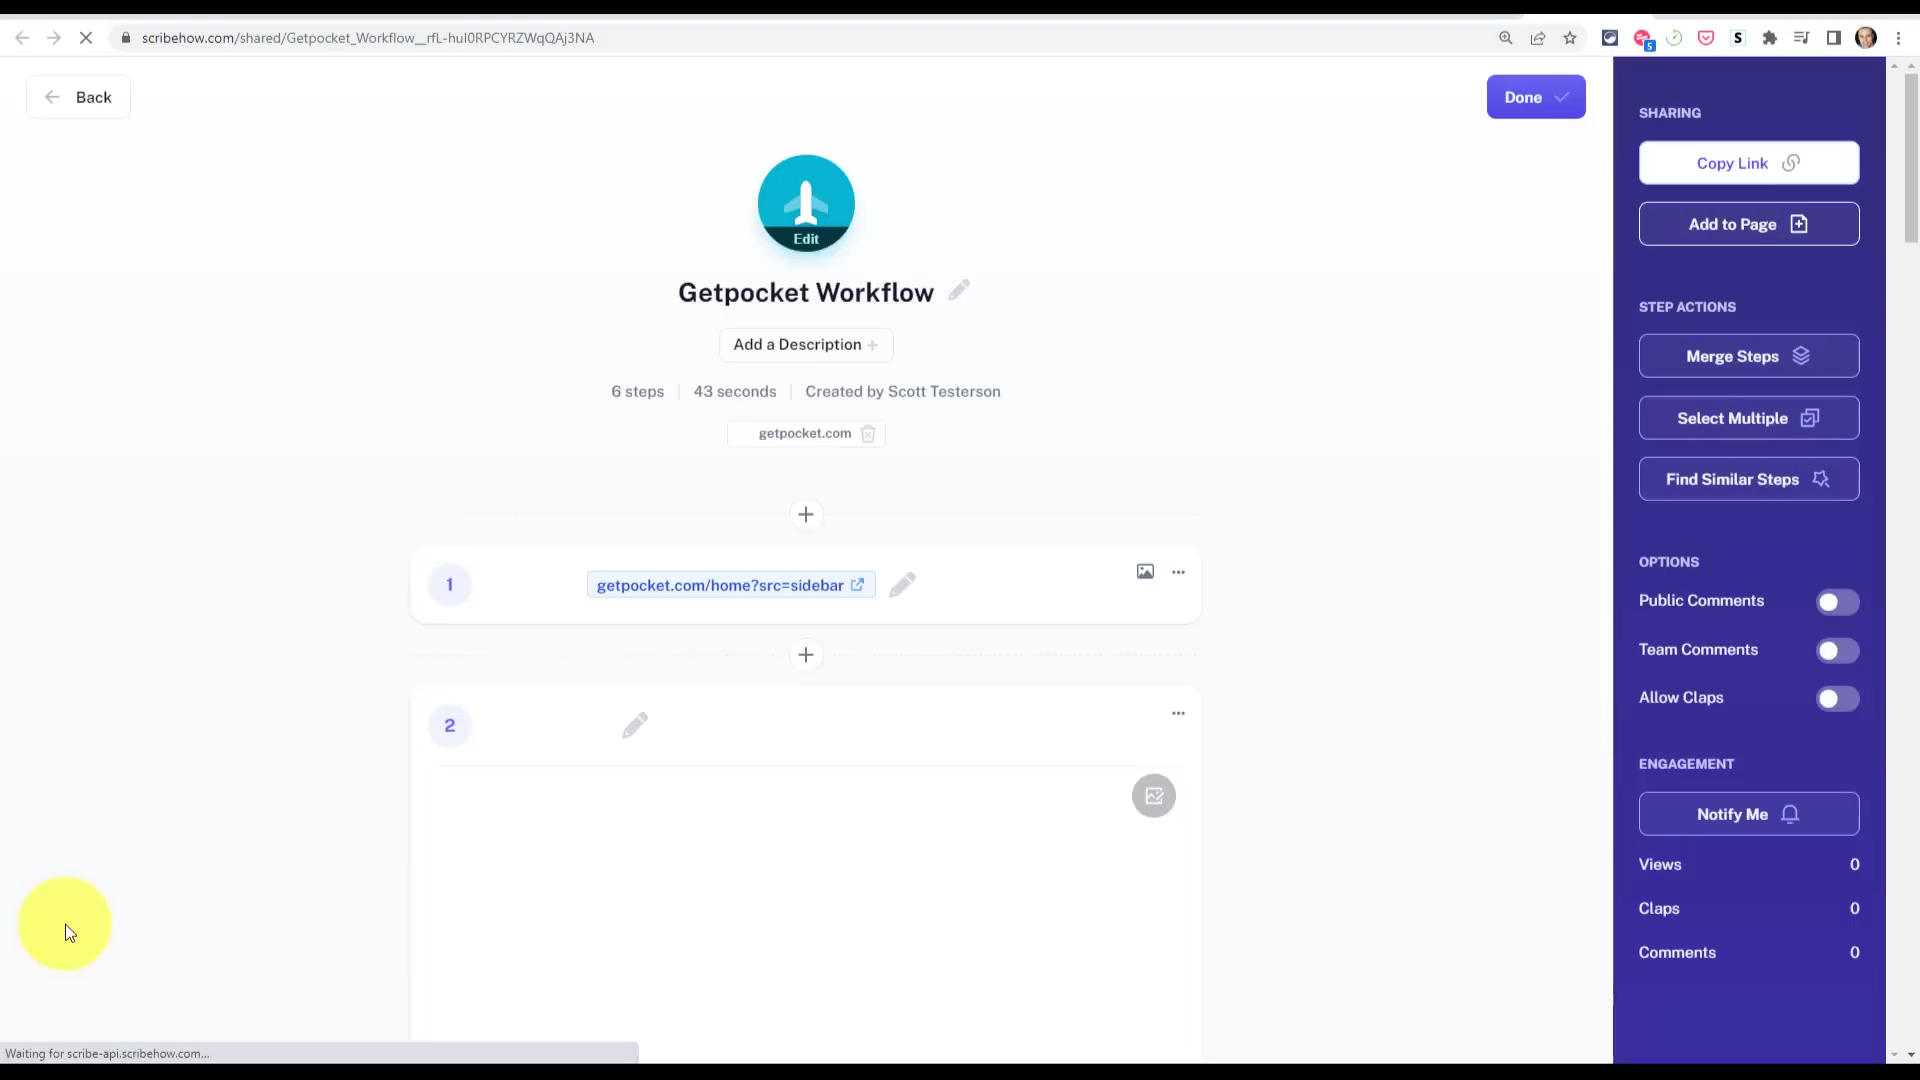 scribehow.com/shared/Getpocket_Workflow__rfL-huI0RPCYRZWqQAj3NA
5
S
Back
Done
Edit
Getpocket Workflow
Add a Description
6 steps
43 seconds
Created by Scott Testerson
getpocket.com
1
getpocket.com/home?src=sidebar
2
SHARING
Copy Link
Add to Page
STEP ACTIONS
Merge Steps
Select Multiple
Find Similar Steps
OPTIONS
Public Comments
Team Comments
Allow Claps
ENGAGEMENT
Notify Me
Views 0
Claps 0
Comments 0
Waiting for scribe-api.scribehow.com...